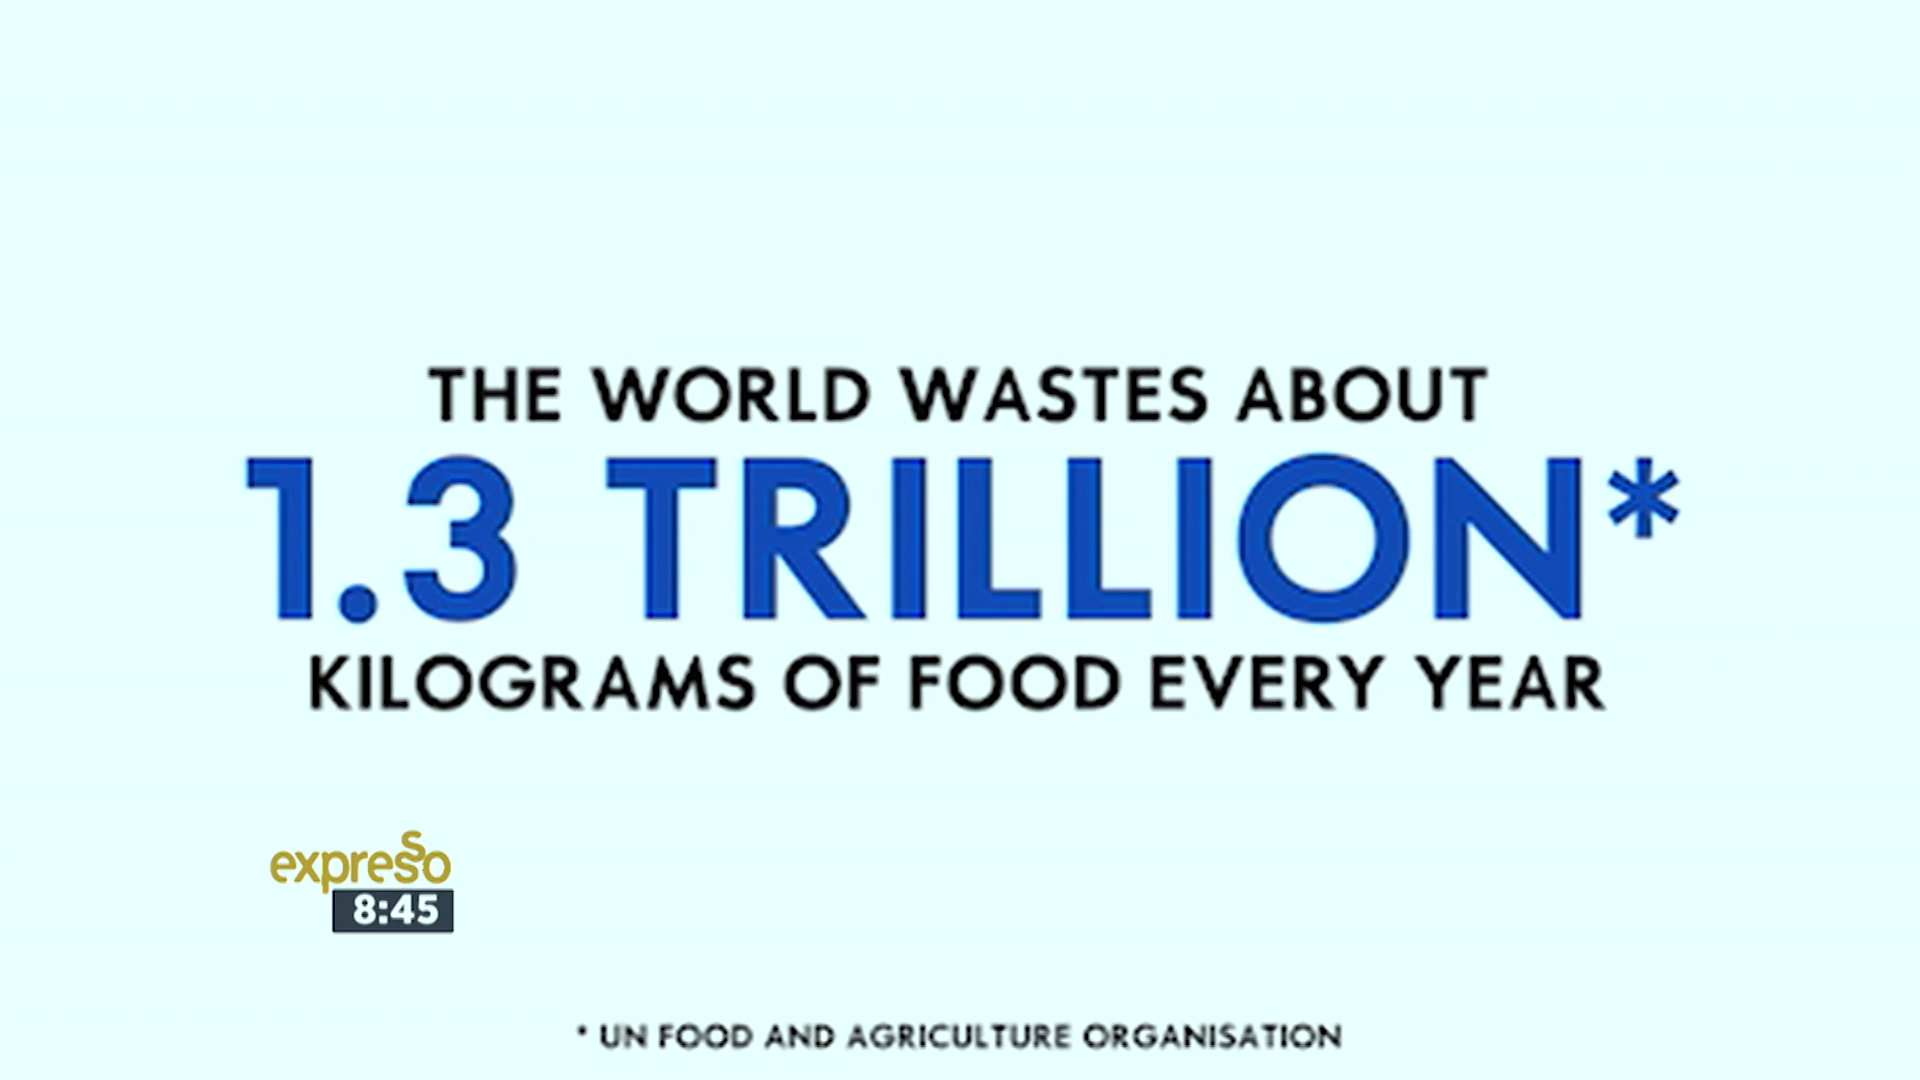 THE WORLD WASTES ABOUT
1.3 TRILLION*
KILOGRAMS OF FOOD EVERY YEAR
expresso
8:45
* UN FOOD AND AGRICULTURE ORGANISATION